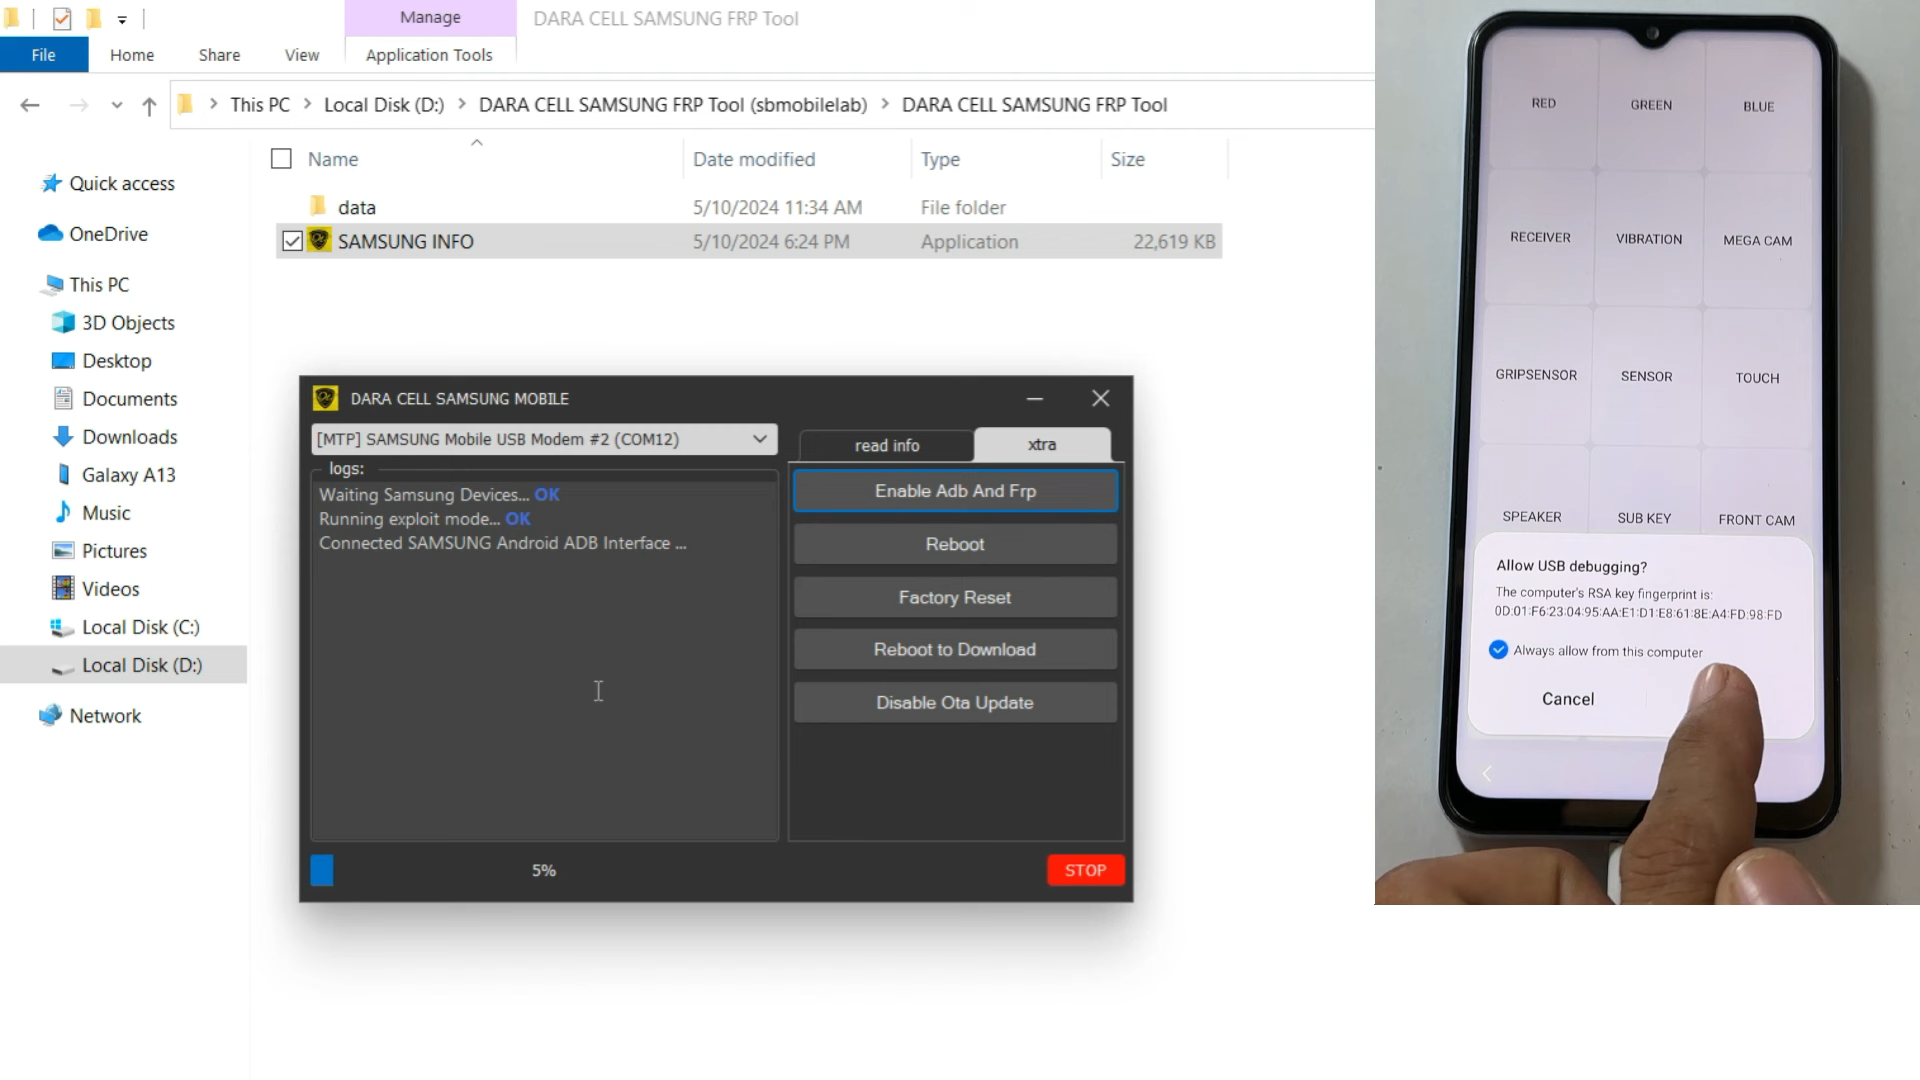 Manage
DARA CELL SAMSUNG FRP Tool
File
Home
Share
View
Application Tools
This PC
Local Disk (D:)
DARA CELL SAMSUNG FRP Tool (sbmobilelab)
DARA CELL SAMSUNG FRP Tool
Name
Date modified
Type
Size
data
5/10/2024 11:34 AM
File folder
SAMSUNG INFO
5/10/2024 6:24 PM
Application
22,619 KB
Quick access
OneDrive
This PC
3D Objects
Desktop
Documents
Downloads
Galaxy A13
Music
Pictures
Videos
Local Disk (C:)
Local Disk (D:)
Network
DARA CELL SAMSUNG MOBILE
[MTP] SAMSUNG Mobile USB Modem #2 (COM12)
logs:
Waiting Samsung Devices... OK
Running exploit mode... OK
Connected SAMSUNG Android ADB Interface ...
read info
xtra
Enable Adb And Frp
Reboot
Factory Reset
Reboot to Download
Disable Ota Update
5%
STOP
RED
GREEN
BLUE
RECEIVER
VIBRATION
MEGA CAM
GRIPSENSOR
SENSOR
TOUCH
SPEAKER
SUB KEY
FRONT CAM
Allow USB debugging?
The computer's RSA key fingerprint is:
0D:01:F6:23:04:95:AA:E1:D1:E8:61:8E:A4:FD:98:FD
Always allow from this computer
Cancel